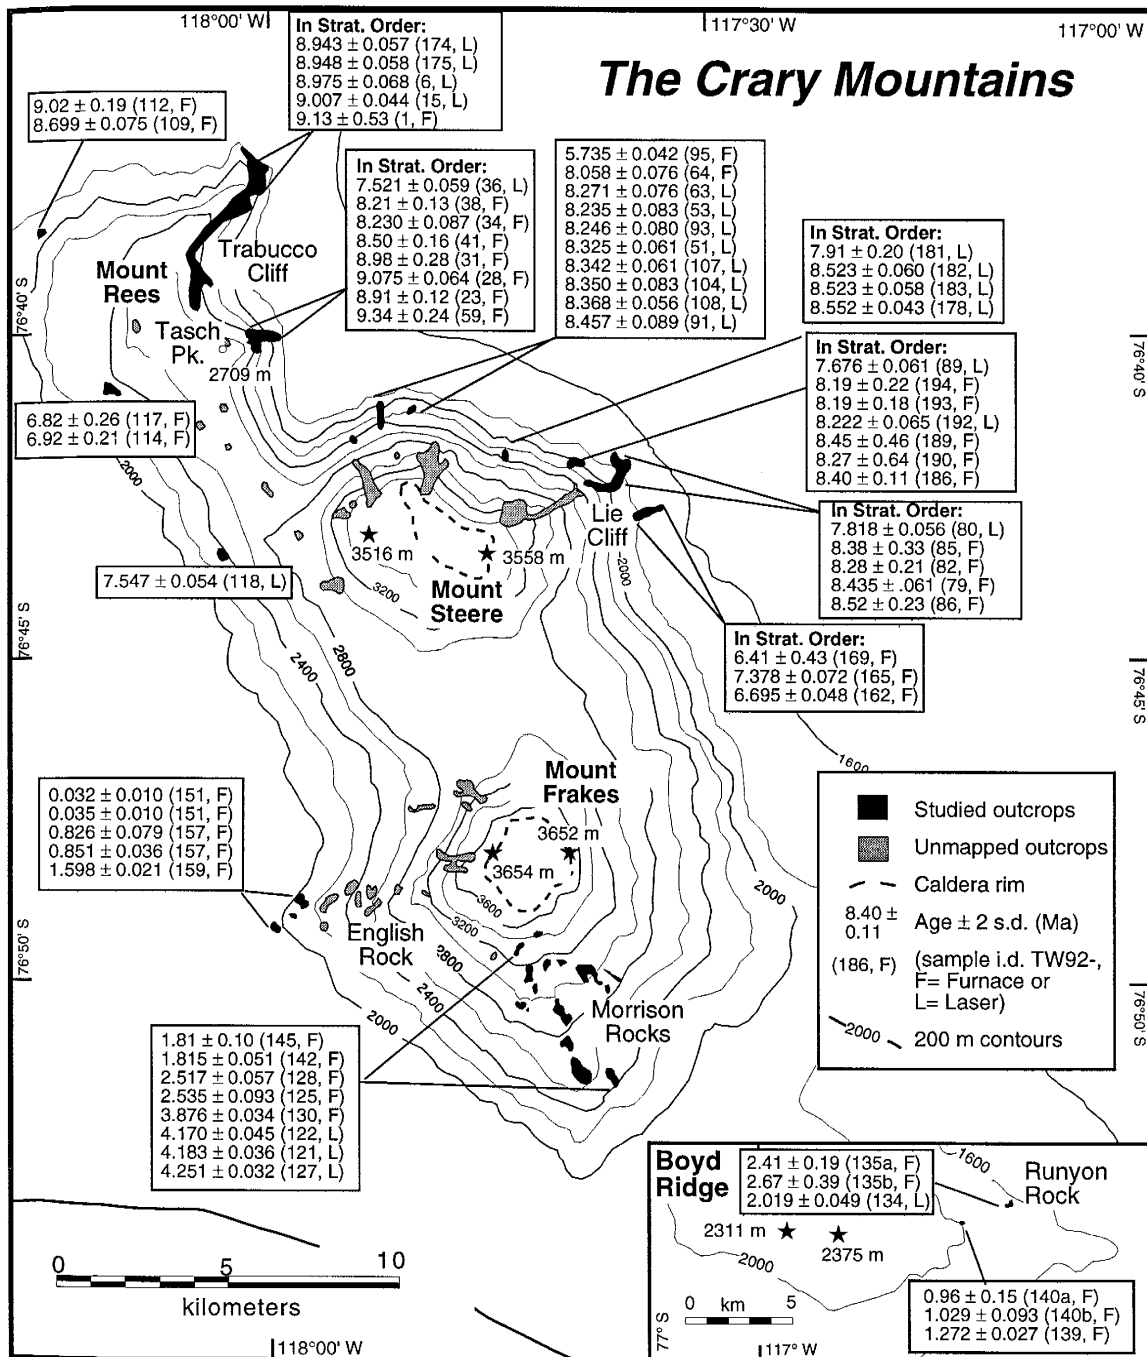 118°00' W
117°30' W
117°00' W
The Crary Mountains
In Strat. Order:
8.943 ± 0.057 (174, L)
8.948 ± 0.058 (175, L)
8.975 ± 0.068 (6, L)
9.007 ± 0.044 (15, L)
9.13 ± 0.53 (1, F)
9.02 ± 0.19 (112, F)
8.699 ± 0.075 (109, F)
In Strat. Order:
7.521 ± 0.059 (36, L)
8.21 ± 0.13 (38, F)
8.230 ± 0.087 (34, F)
8.50 ± 0.16 (41, F)
8.98 ± 0.28 (31, F)
9.075 ± 0.064 (28, F)
8.91 ± 0.12 (23, F)
9.34 ± 0.24 (59, F)
5.735 ± 0.042 (95, F)
8.058 ± 0.076 (64, F)
8.271 ± 0.076 (63, L)
8.235 ± 0.083 (53, L)
8.246 ± 0.080 (93, L)
8.325 ± 0.061 (51, L)
8.342 ± 0.061 (107, L)
8.350 ± 0.083 (104, L)
8.368 ± 0.056 (108, L)
8.457 ± 0.089 (91, L)
In Strat. Order:
7.91 ± 0.20 (181, L)
8.523 ± 0.060 (182, L)
8.523 ± 0.058 (183, L)
8.552 ± 0.043 (178, L)
In Strat. Order:
7.676 ± 0.061 (89, L)
8.19 ± 0.22 (194, F)
8.19 ± 0.18 (193, F)
8.222 ± 0.065 (192, L)
8.45 ± 0.46 (189, F)
8.27 ± 0.64 (190, F)
8.40 ± 0.11 (186, F)
In Strat. Order:
7.818 ± 0.056 (80, L)
8.38 ± 0.33 (85, F)
8.28 ± 0.21 (82, F)
8.435 ± .061 (79, F)
8.52 ± 0.23 (86, F)
In Strat. Order:
6.41 ± 0.43 (169, F)
7.378 ± 0.072 (165, F)
6.695 ± 0.048 (162, F)
Mount
Rees
Trabucco
Cliff
Tasch
Pk.
2709 m
76°40' S
76°40' S
6.82 ± 0.26 (117, F)
6.92 ± 0.21 (114, F)
2000
7.547 ± 0.054 (118, L)
3516 m
3558 m
3200
Mount
Steere
Lie
Cliff
2000
76°45' S
76°45' S
2400
2800
1600
Mount
Frakes
3652 m
3654 m
3600
3200
2800
2400
2000
2000
English
Rock
Morrison
Rocks
76°50' S
76°50' S
0.032 ± 0.010 (151, F)
0.035 ± 0.010 (151, F)
0.826 ± 0.079 (157, F)
0.851 ± 0.036 (157, F)
1.598 ± 0.021 (159, F)
1.81 ± 0.10 (145, F)
1.815 ± 0.051 (142, F)
2.517 ± 0.057 (128, F)
2.535 ± 0.093 (125, F)
3.876 ± 0.034 (130, F)
4.170 ± 0.045 (122, L)
4.183 ± 0.036 (121, L)
4.251 ± 0.032 (127, L)
Studied outcrops
Unmapped outcrops
Caldera rim
8.40 ±
0.11
Age ± 2 s.d. (Ma)
(186, F)
(sample i.d. TW92-,
F= Furnace or
L= Laser)
2000
200 m contours
0 5 10
kilometers
118°00' W
Boyd
Ridge
2.41 ± 0.19 (135a, F)
2.67 ± 0.39 (135b, F)
2.019 ± 0.049 (134, L)
1600
Runyon
Rock
2311 m
2375 m
2000
0 km 5
0.96 ± 0.15 (140a, F)
1.029 ± 0.093 (140b, F)
1.272 ± 0.027 (139, F)
77° S
117° W